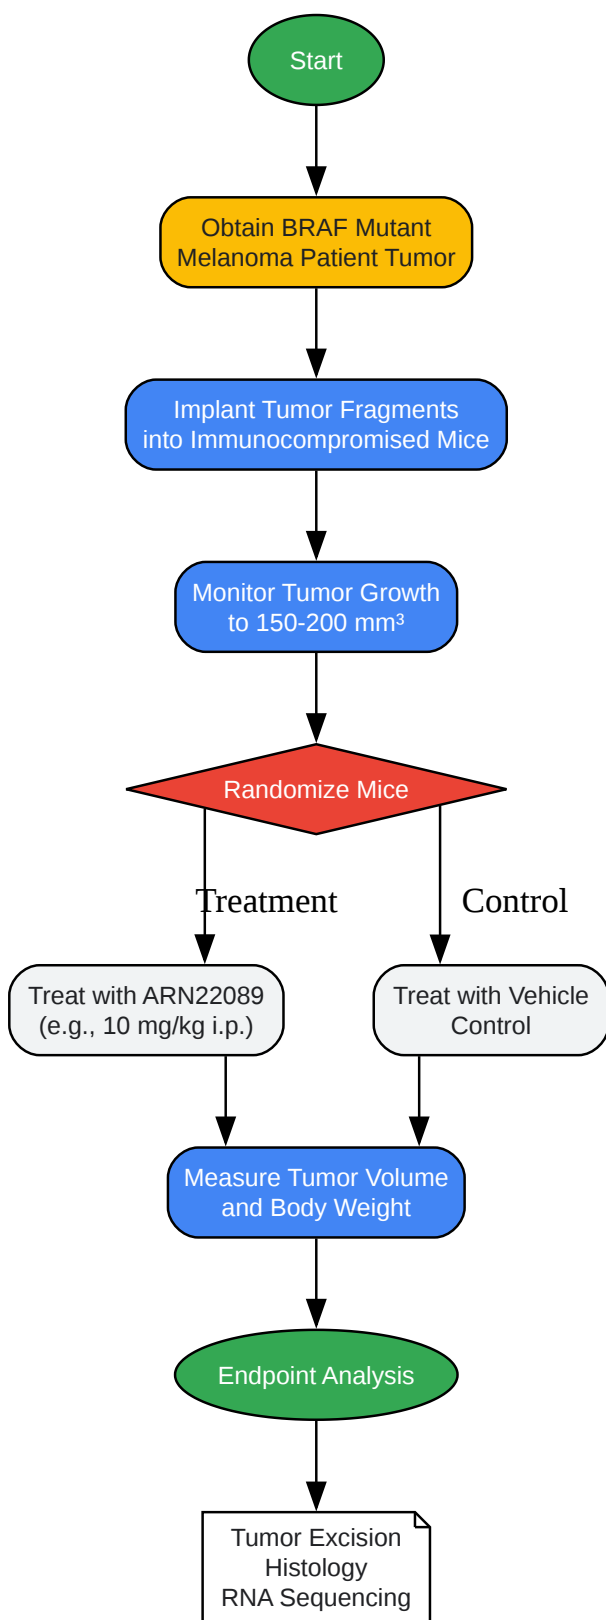 Start
Obtain BRAF Mutant
Melanoma Patient Tumor
Implant Tumor Fragments
into Immunocompromised Mice
Monitor Tumor Growth
to 150-200 mm³
Randomize Mice
Treatment
Control
Treat with ARN22089
(e.g., 10 mg/kg i.p.)
Treat with Vehicle
Control
Measure Tumor Volume
and Body Weight
Endpoint Analysis
Tumor Excision
Histology
RNA Sequencing